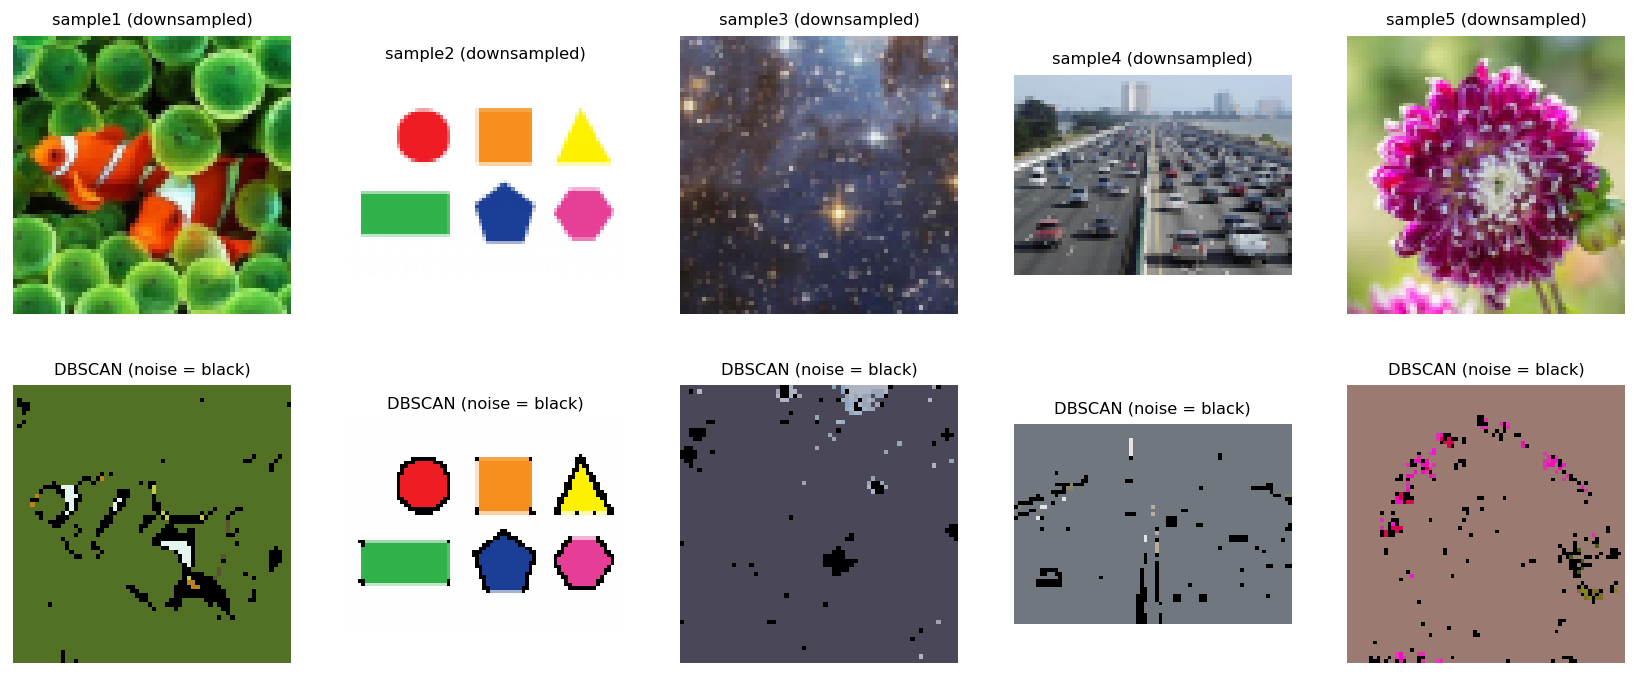 sample1 (downsampled)
sample2 (downsampled)
sample3 (downsampled)
sample4 (downsampled)
sample5 (downsampled)
DBSCAN (noise = black)
DBSCAN (noise = black)
DBSCAN (noise = black)
DBSCAN (noise = black)
DBSCAN (noise = black)